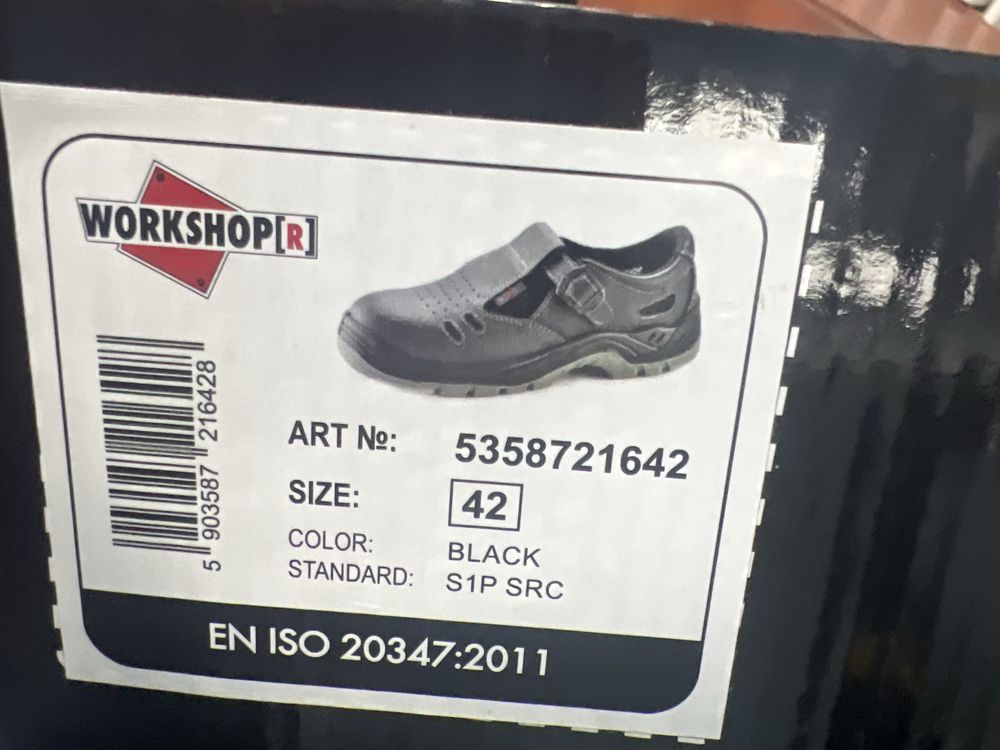 WORKSHOP[R]
5 903587 216428
ART №: 5358721642
SIZE: 42
COLOR: BLACK
STANDARD: S1P SRC
EN ISO 20347:2011